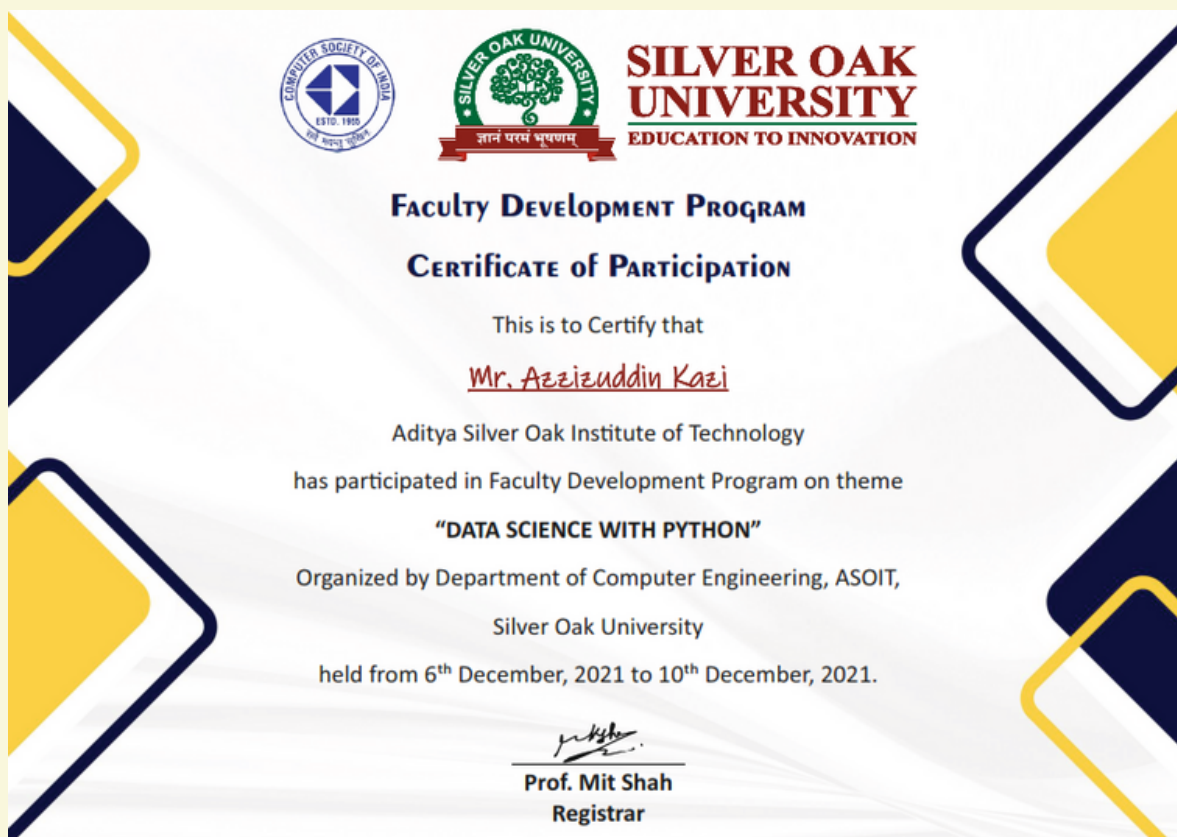 COMPUTER SOCIETY OF INDIA
ESTD. 1965
सर्वे भवन्तु सुखिनः
SILVER OAK UNIVERSITY
ज्ञानं परमं भूषणम्
SILVER OAK
UNIVERSITY
EDUCATION TO INNOVATION
Faculty Development Program
Certificate of Participation
This is to Certify that
Mr. Azzizuddin Kazi
Aditya Silver Oak Institute of Technology
has participated in Faculty Development Program on theme
“DATA SCIENCE WITH PYTHON”
Organized by Department of Computer Engineering, ASOIT,
Silver Oak University
held from 6th December, 2021 to 10th December, 2021.
Prof. Mit Shah
Registrar